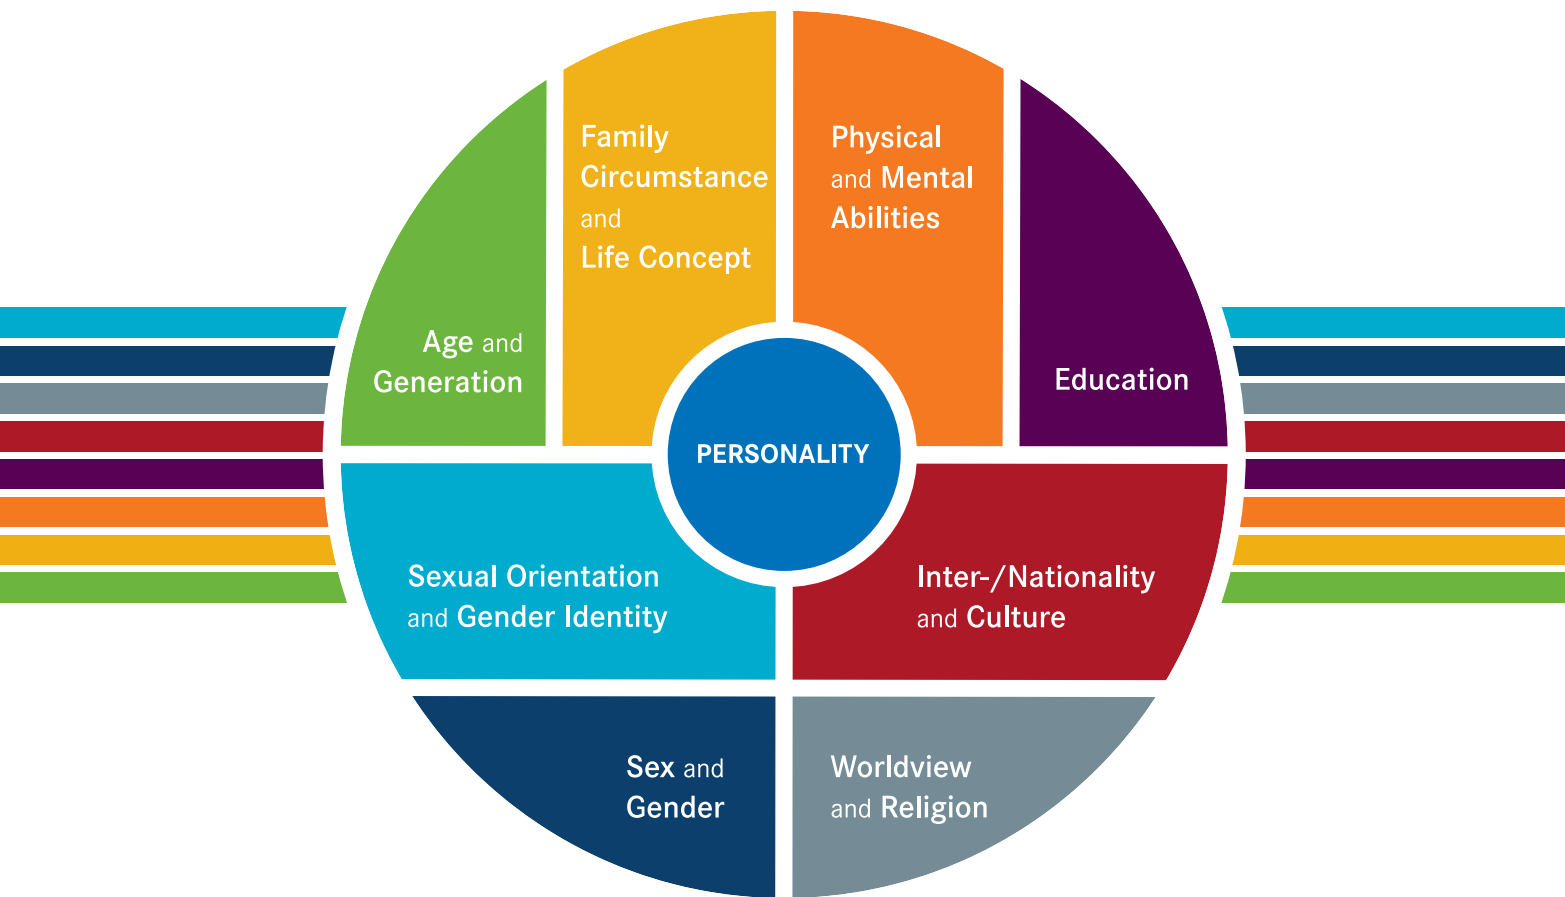 Family
Circumstance
and
Life Concept
Physical
and Mental
Abilities
Age and
Generation
Education
PERSONALITY
Sexual Orientation
and Gender Identity
Inter-/Nationality
and Culture
Sex and
Gender
Worldview
and Religion